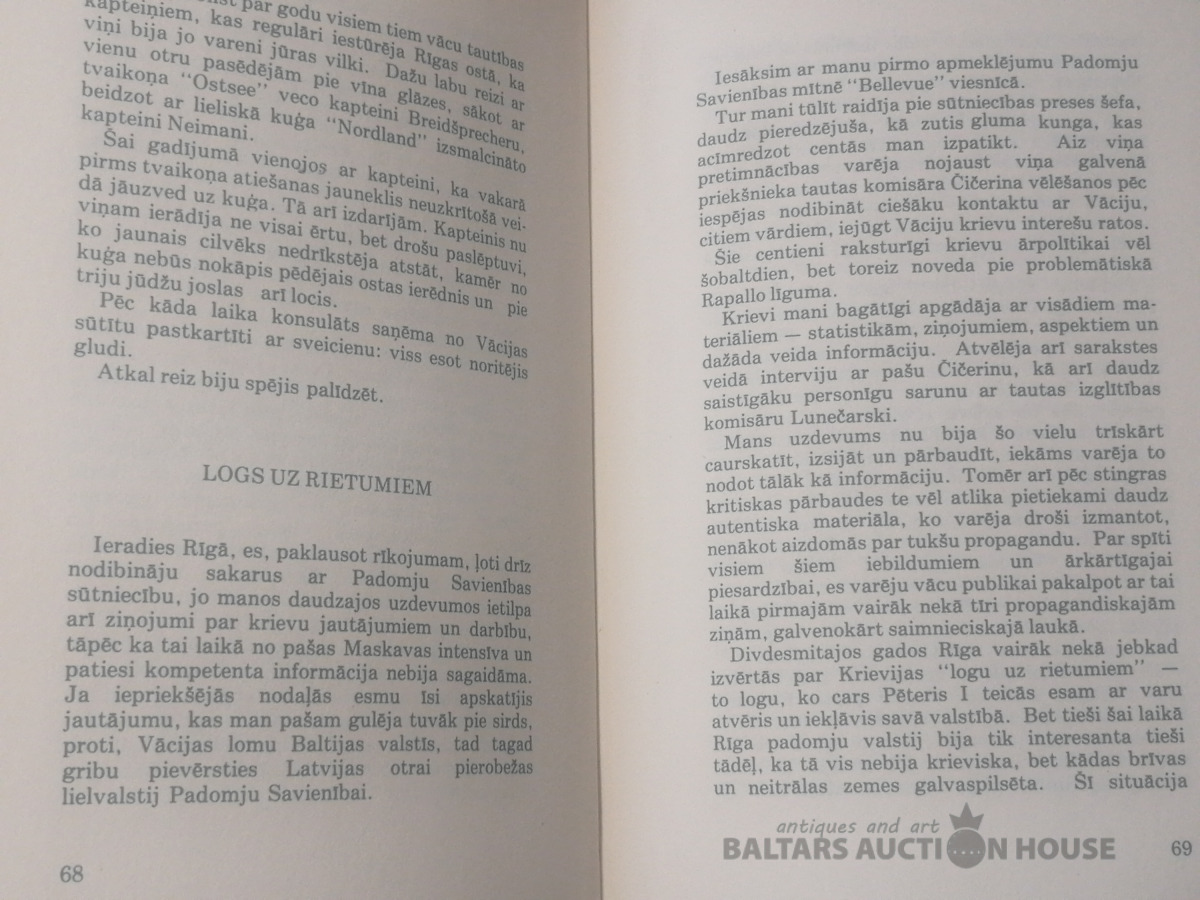 par godu visiem tiem vācu tautības
kapteiņiem, kas regulāri iestūrēja Rīgas ostā, ka
viņi bija jo vareni jūras vilki. Dažu labu reizi ar
vienu otru pasēdējām pie vīna glāzes, sākot ar
tvaikoņa "Ostsee" veco kapteini Breidšprecheru,
beidzot ar lieliskā kuģa "Nordland" izsmalcināto
kapteini Neimani.
Šai gadījumā vienojos ar kapteini, ka vakarā
pirms tvaikoņa atiešanas jauneklis neuzkrītošā vei-
dā jāuzved uz kuģa. Tā arī izdarījām. Kapteinis nu
viņam ierādīja ne visai ērtu, bet drošu paslēptuvi,
ko jaunais cilvēks nedrīkstēja atstāt, kamēr no
kuģa nebūs nokāpis pēdējais ostas ierēdnis un pie
triju jūdžu joslas arī locis.
Pēc kāda laika konsulāts saņēma no Vācijas
sūtītu pastkartīti ar sveicienu: viss esot noritējis
gludi.
Atkal reiz biju spējis palīdzēt.
LOGS UZ RIETUMIEM
Ieradies Rīgā, es, paklausot rīkojumam, ļoti drīz
nodibināju sakarus ar Padomju Savienības
sūtniecību, jo manos daudzajos uzdevumos ietilpa
arī ziņojumi par krievu jautājumiem un darbību,
tāpēc ka tai laikā no pašas Maskavas intensīva un
patiesi kompetenta informācija nebija sagaidāma.
Ja iepriekšējās nodaļās esmu īsi apskatījis
jautājumu, kas man pašam gulēja tuvāk pie sirds,
proti, Vācijas lomu Baltijas valstīs, tad tagad
gribu pievērsties Latvijas otrai pierobežas
lielvalstij Padomju Savienībai.
68
Iesāksim ar manu pirmo apmeklējumu Padomju
Savienības mītnē "Bellevue" viesnīcā.
Tur mani tūlīt raidīja pie sūtniecības preses šefa,
daudz pieredzējuša, kā zutis gluma kunga, kas
acīmredzot centās man izpatikt. Aiz viņa
pretimnācības varēja nojaust viņa galvenā
priekšnieka tautas komisāra Čičerina vēlēšanos pēc
iespējas nodibināt ciešāku kontaktu ar Vāciju,
citiem vārdiem, iejūgt Vāciju krievu interešu ratos.
Šie centieni raksturīgi krievu ārpolitikai vēl
šobaltdien, bet toreiz noveda pie problemātiskā
Rapallo līguma.
Krievi mani bagātīgi apgādāja ar visādiem ma-
teriāliem — statistikām, ziņojumiem, aspektiem un
dažāda veida informāciju. Atvēlēja arī sarakstes
veidā interviju ar pašu Čičerinu, kā arī daudz
saistīgāku personīgu sarunu ar tautas izglītības
komisāru Lunečarski.
Mans uzdevums nu bija šo vielu trīskārt
caurskatīt, izsijāt un pārbaudīt, iekāms varēja to
nodot tālāk kā informāciju. Tomēr arī pēc stingras
kritiskas pārbaudes te vēl atlika pietiekami daudz
autentiska materiāla, ko varēja droši izmantot,
nenākot aizdomās par tukšu propagandu. Par spīti
visiem šiem iebildumiem un ārkārtīgajai
piesardzībai, es varēju vācu publikai pakalpot ar tai
laikā pirmajām vairāk nekā tīri propagandiskajām
ziņām, galvenokārt saimnieciskajā laukā.
Divdesmitajos gados Rīga vairāk nekā jebkad
izvērtās par Krievijas "logu uz rietumiem" —
to logu, ko cars Pēteris I teicās esam ar varu
atvēris un iekļāvis savā valstībā. Bet tieši šai laikā
Rīga padomju valstij bija tik interesanta tieši
tādēļ, ka tā vis nebija krieviska, bet kādas brīvas
un neitrālas zemes galvaspilsēta. Šī situācija
69
antiques and art
BALTARS AUCTION HOUSE